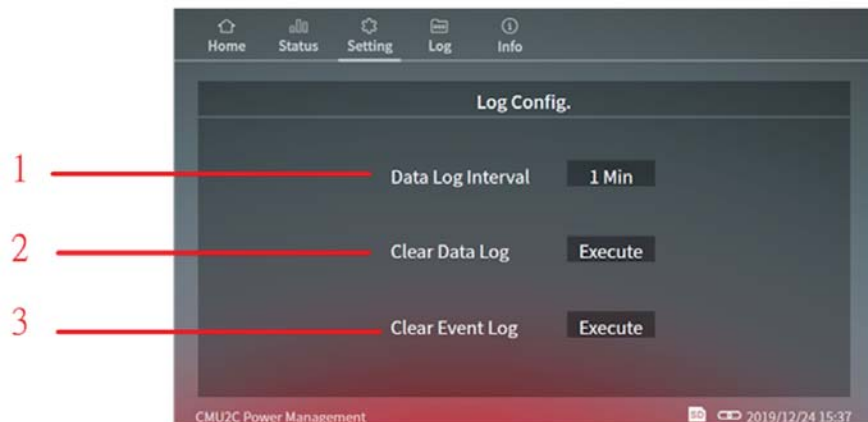 Home Status Setting Log Info
Log Config.
1 Data Log Interval 1 Min
2 Clear Data Log Execute
3 Clear Event Log Execute
CMU2C Power Management SD 2019/12/24 15:37